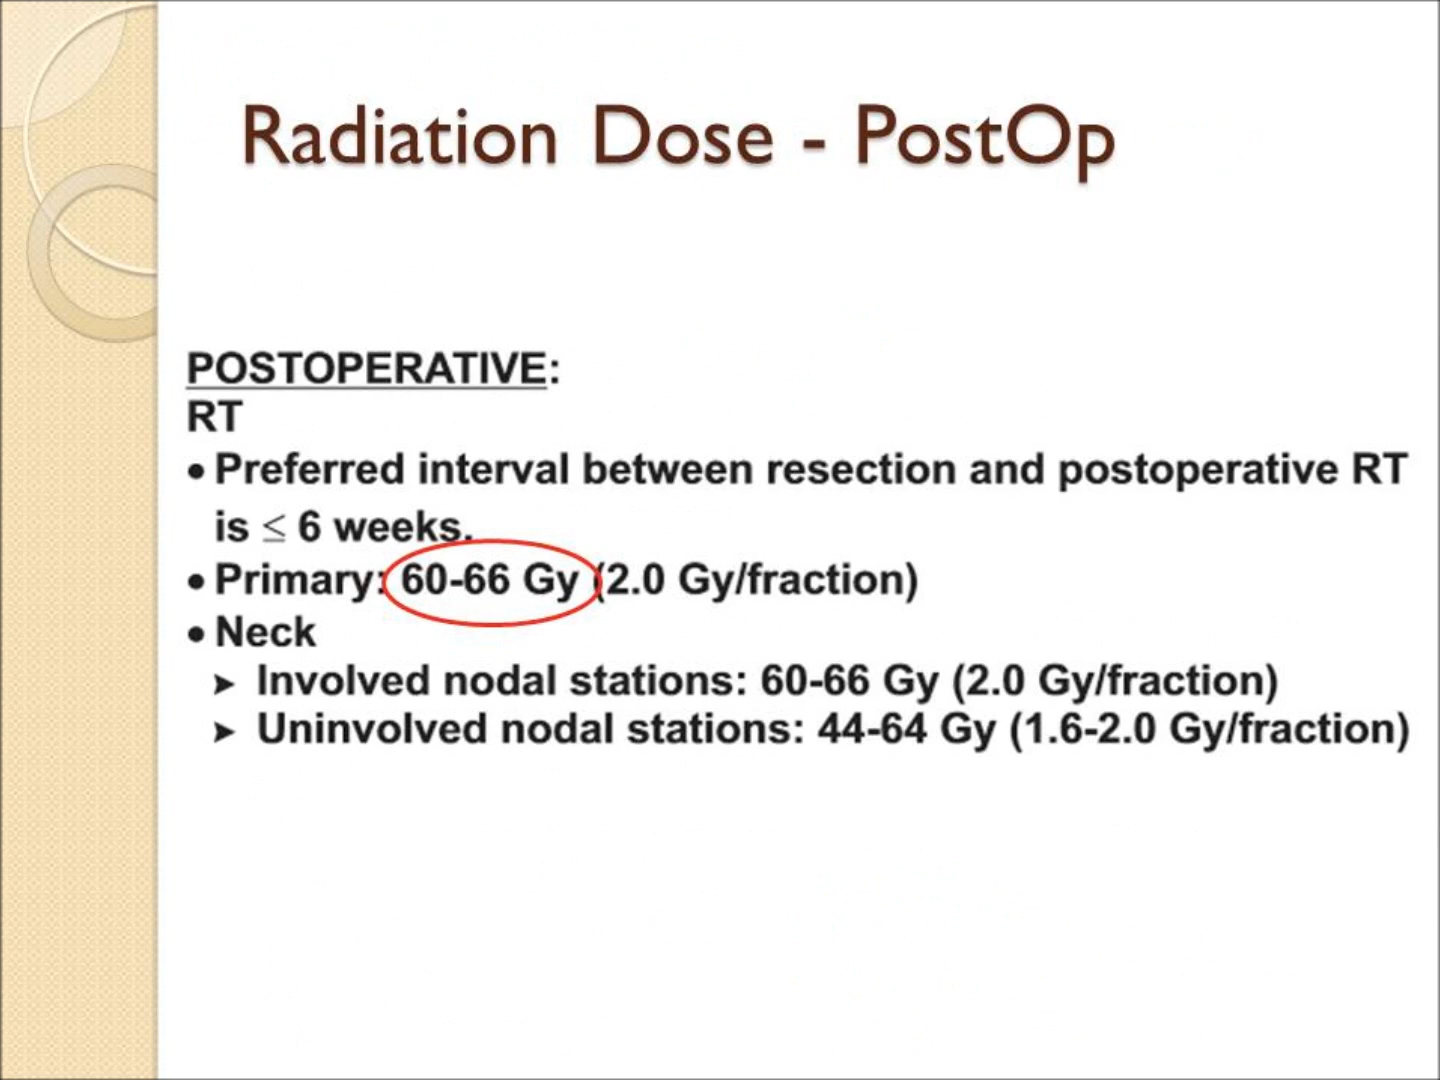 Radiation Dose - PostOp
POSTOPERATIVE:
RT
• Preferred interval between resection and postoperative RT
is ≤ 6 weeks.
• Primary: 60-66 Gy (2.0 Gy/fraction)
• Neck
➤ Involved nodal stations: 60-66 Gy (2.0 Gy/fraction)
➤ Uninvolved nodal stations: 44-64 Gy (1.6-2.0 Gy/fraction)